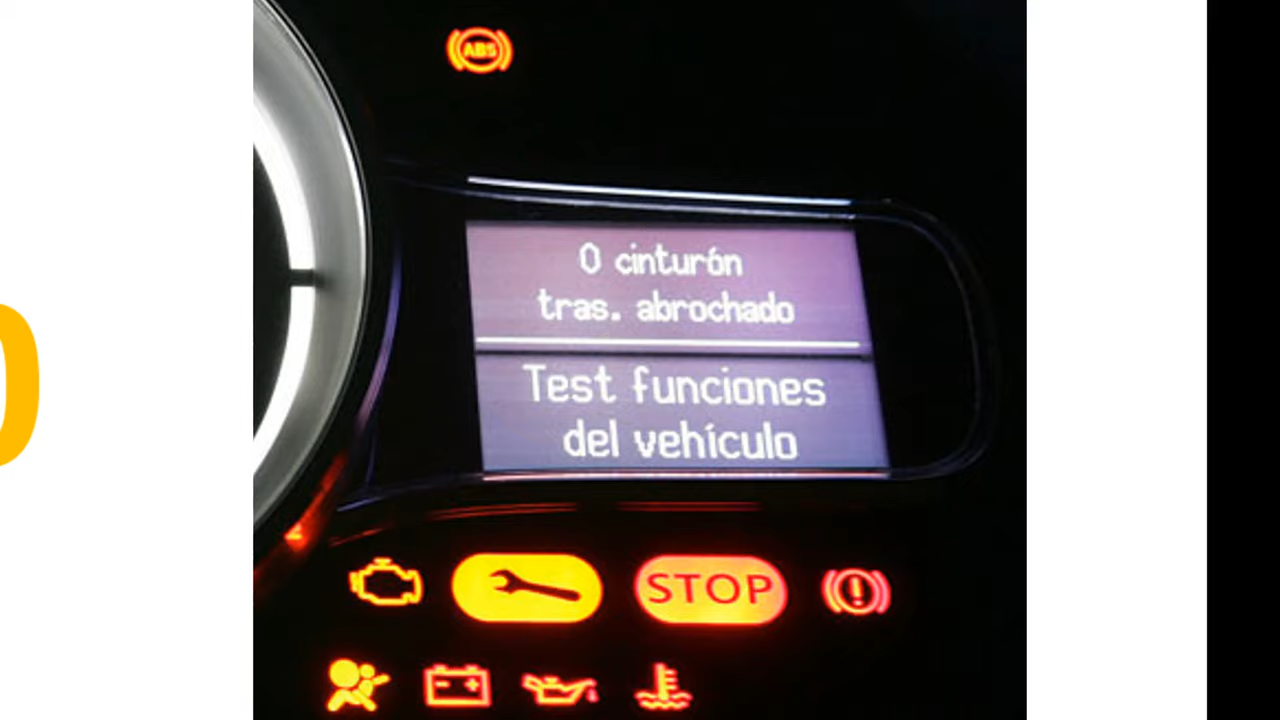 ABS
0 cinturón
tras. abrochado
Test funciones
del vehículo
STOP